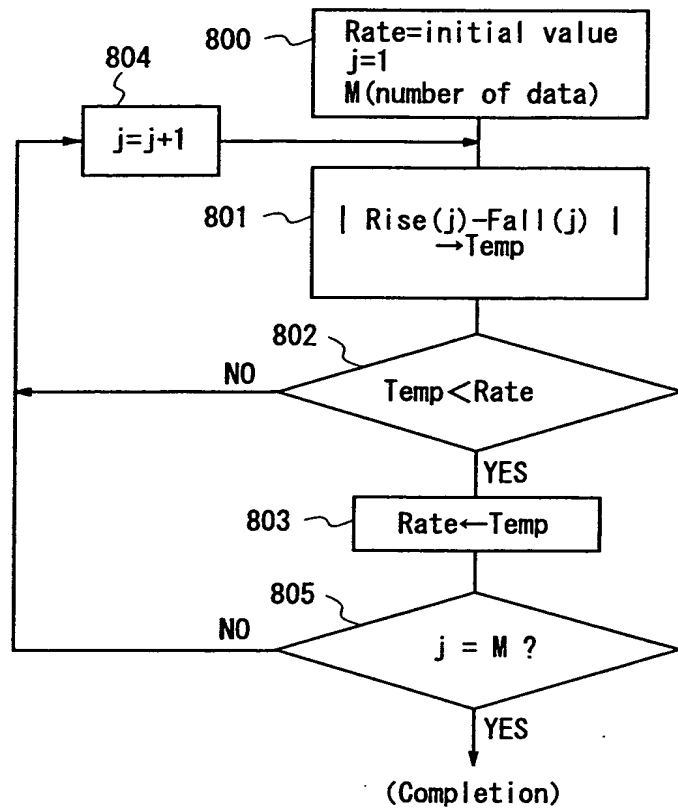 800
Rate=initial value
j=1
M(number of data)
804
j=j+1
801
| Rise(j)-Fall(j) |
→Temp
802
NO
Temp<Rate
YES
803
Rate←Temp
805
NO
j = M ?
YES
(Completion)